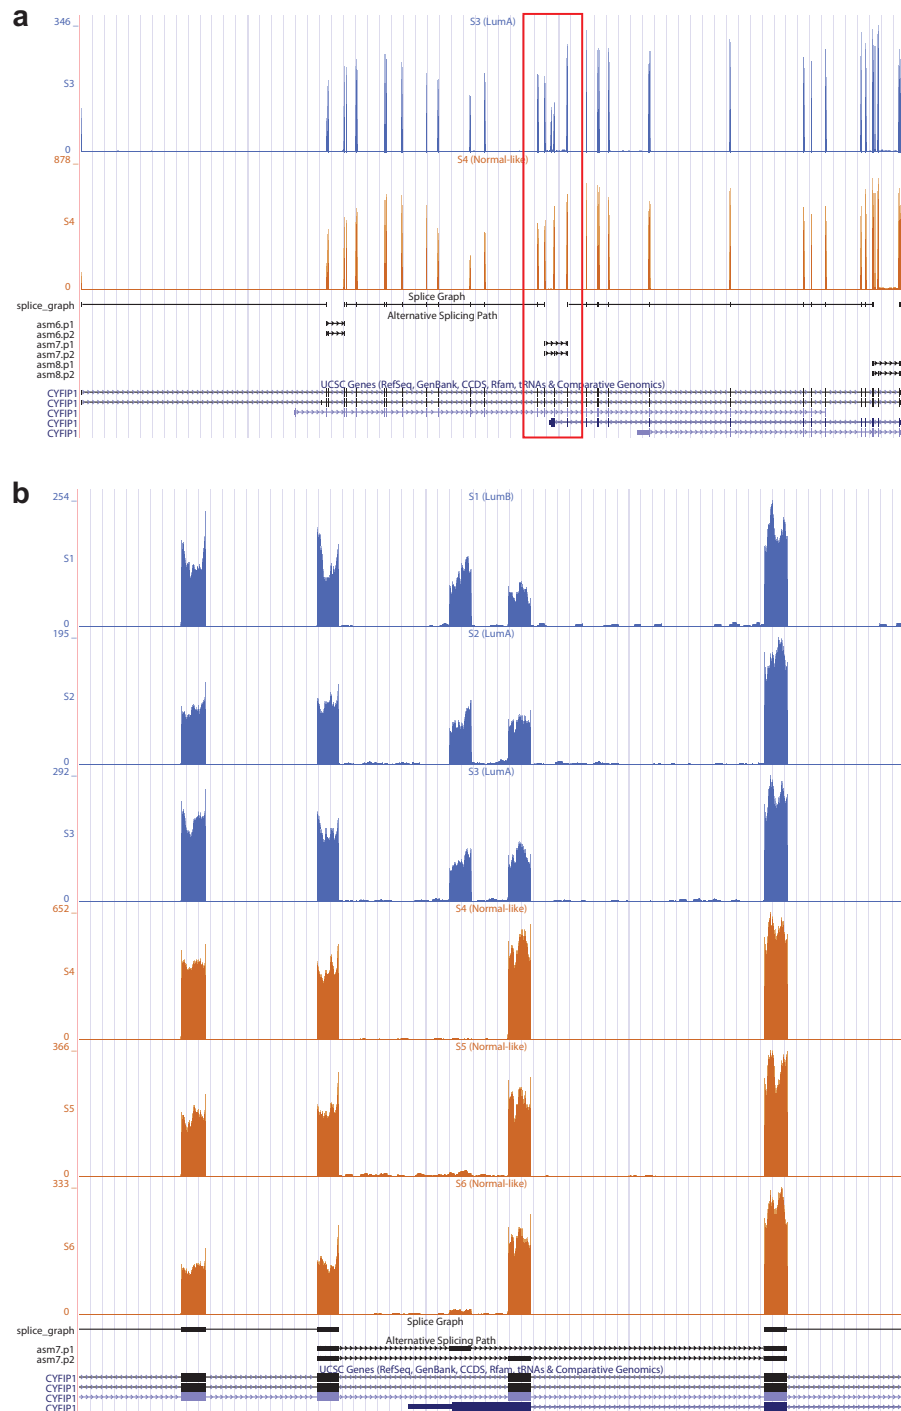 a
346
S3 (LumA)
S3
0
878
S4 (Normal-like)
S4
0
Splice Graph
splice_graph
Alternative Splicing Path
asm6.p1
asm6.p2
asm7.p1
asm7.p2
asm8.p1
asm8.p2
UCSC Genes (RefSeq, GenBank, CCDS, Rfam, tRNAs & Comparative Genomics)
CYFIP1
CYFIP1
CYFIP1
CYFIP1
CYFIP1
b
254
S1 (LumB)
S1
0
195
S2 (LumA)
S2
0
292
S3 (LumA)
S3
0
652
S4 (Normal-like)
S4
0
366
S5 (Normal-like)
S5
0
333
S6 (Normal-like)
S6
0
Splice Graph
splice_graph
Alternative Splicing Path
asm7.p1
asm7.p2
UCSC Genes (RefSeq, GenBank, CCDS, Rfam, tRNAs & Comparative Genomics)
CYFIP1
CYFIP1
CYFIP1
CYFIP1